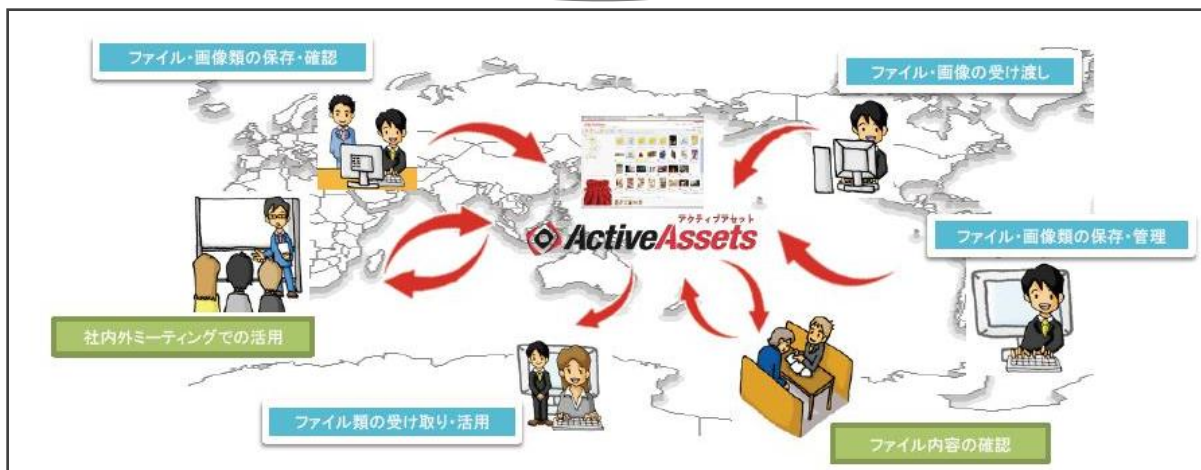 ファイル・画像類の保存・確認
ファイル・画像の受け渡し
アクティブアセット
ActiveAssets
ファイル・画像類の保存・管理
社内外ミーティングでの活用
ファイル類の受け取り・活用
ファイル内容の確認